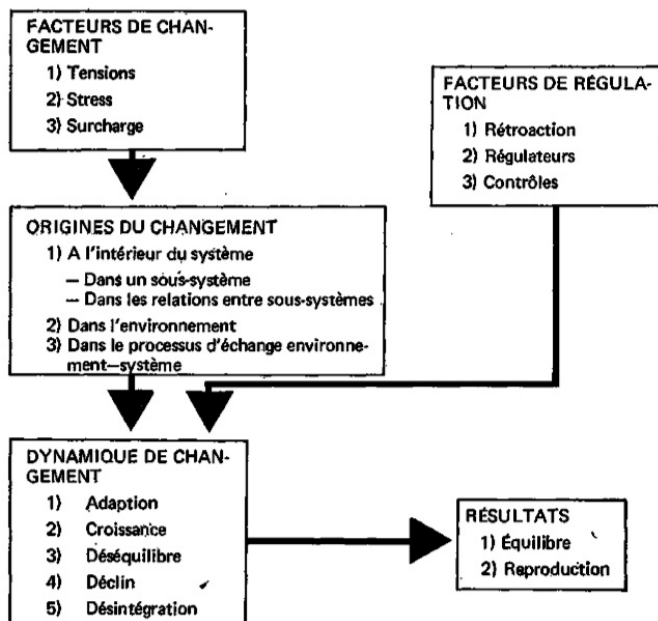 FACTEURS DE CHAN-
GEMENT
1) Tensions
2) Stress
3) Surcharge
FACTEURS DE RÉGULA-
TION
1) Rétroaction
2) Régulateurs
3) Contrôles
ORIGINES DU CHANGEMENT
1) A l'intérieur du système
— Dans un sous-système
— Dans les relations entre sous-systèmes
2) Dans l'environnement
3) Dans le processus d'échange environne-
ment—système
DYNAMIQUE DE CHAN-
GEMENT
1) Adaption
2) Croissance
3) Déséquilibre
4) Déclin
5) Désintégration
RÉSULTATS
1) Équilibre
2) Reproduction